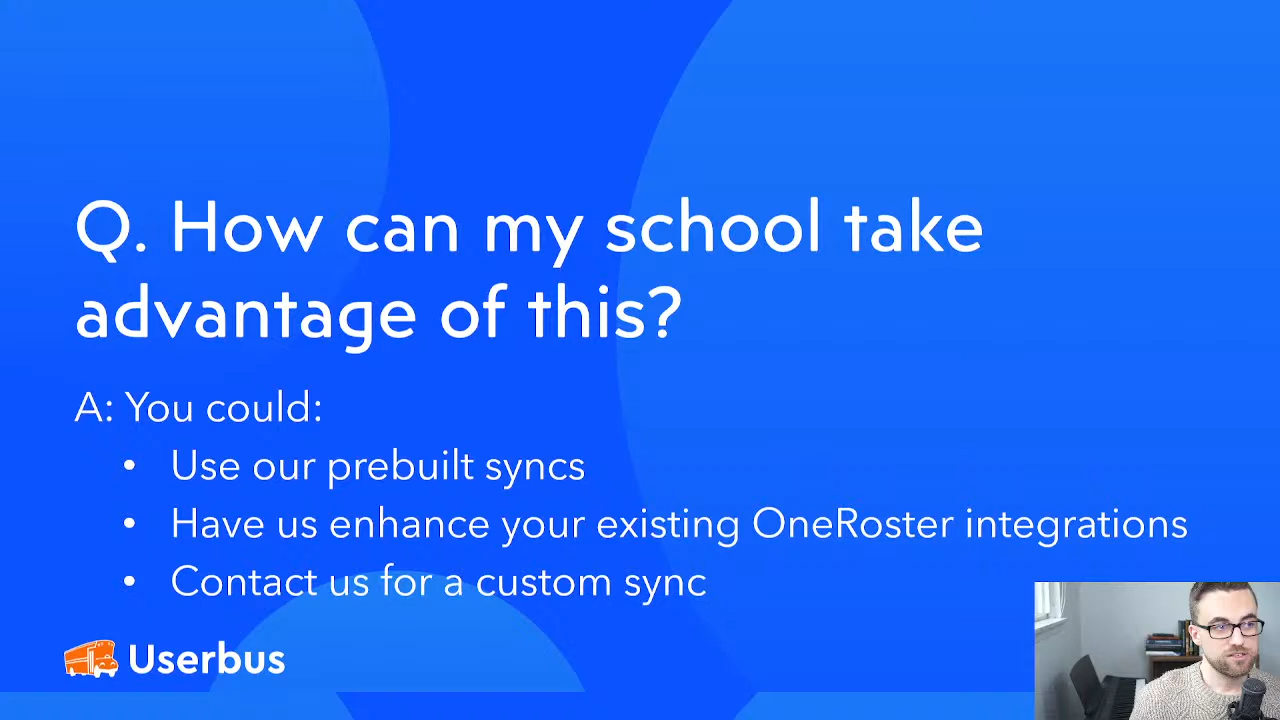 Q. How can my school take
advantage of this?
A: You could:
• Use our prebuilt syncs
• Have us enhance your existing OneRoster integrations
• Contact us for a custom sync
Userbus